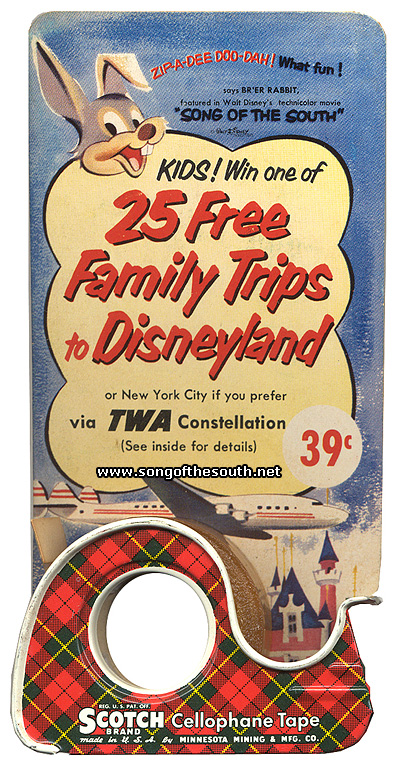 ZIP-A-DEE DOO-DAH! What fun!
says BR'ER RABBIT,
featured in Walt Disney's technicolor movie
"SONG OF THE SOUTH"
KIDS! Win one of
25 Free
Family Trips
to Disneyland
or New York City if you prefer
via TWA Constellation
(See inside for details)
39¢
www.songofthesouth.net
REG. U. S. PAT. OFF.
SCOTCH Cellophane Tape
BRAND
made in U. S. A. by MINNESOTA MINING & MFG. CO.